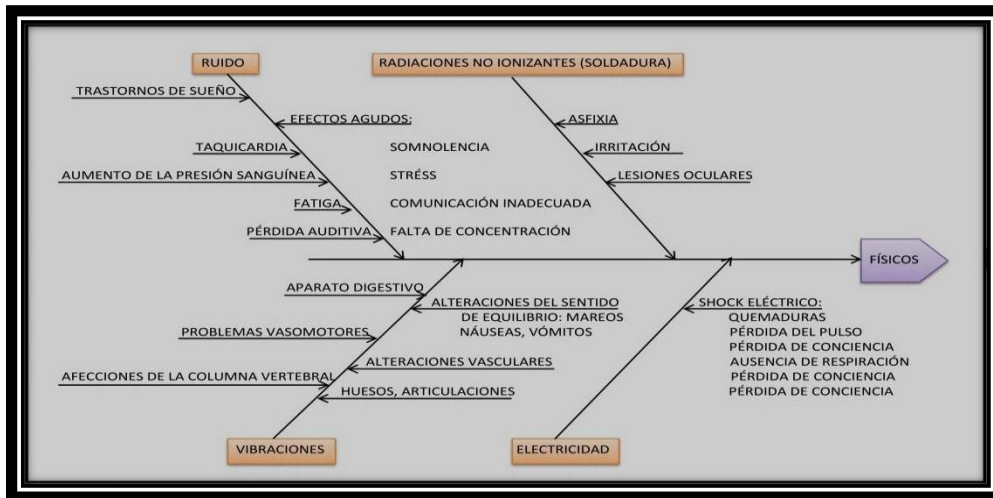 RUIDO
RADIACIONES NO IONIZANTES (SOLDADURA)
TRASTORNOS DE SUEÑO
EFECTOS AGUDOS:
TAQUICARDIA
SOMNOLENCIA
AUMENTO DE LA PRESIÓN SANGUÍNEA
STRÉSS
FATIGA
COMUNICACIÓN INADECUADA
PÉRDIDA AUDITIVA
FALTA DE CONCENTRACIÓN
ASFIXIA
IRRITACIÓN
LESIONES OCULARES
FÍSICOS
APARATO DIGESTIVO
ALTERACIONES DEL SENTIDO
DE EQUILIBRIO: MAREOS
NÁUSEAS, VÓMITOS
PROBLEMAS VASOMOTORES
ALTERACIONES VASCULARES
AFECCIONES DE LA COLUMNA VERTEBRAL
HUESOS, ARTICULACIONES
SHOCK ELÉCTRICO:
QUEMADURAS
PÉRDIDA DEL PULSO
PÉRDIDA DE CONCIENCIA
AUSENCIA DE RESPIRACIÓN
PÉRDIDA DE CONCIENCIA
PÉRDIDA DE CONCIENCIA
VIBRACIONES
ELECTRICIDAD